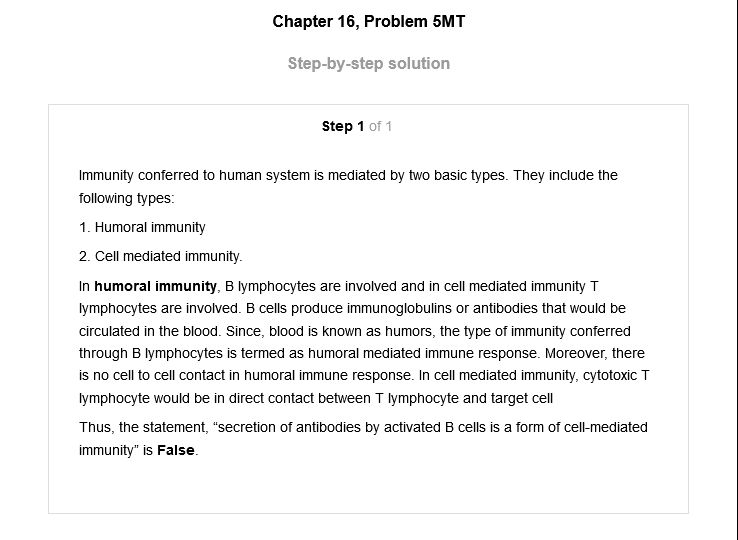 Chapter 16, Problem 5MT
Step-by-step solution
Step 1 of 1
Immunity conferred to human system is mediated by two basic types. They include the
following types:
1. Humoral immunity
2. Cell mediated immunity.
In humoral immunity, B lymphocytes are involved and in cell mediated immunity T
lymphocytes are involved. B cells produce immunoglobulins or antibodies that would be
circulated in the blood. Since, blood is known as humors, the type of immunity conferred
through B lymphocytes is termed as humoral mediated immune response. Moreover, there
is no cell to cell contact in humoral immune response. In cell mediated immunity, cytotoxic T
lymphocyte would be in direct contact between T lymphocyte and target cell
Thus, the statement, “secretion of antibodies by activated B cells is a form of cell-mediated
immunity” is False.